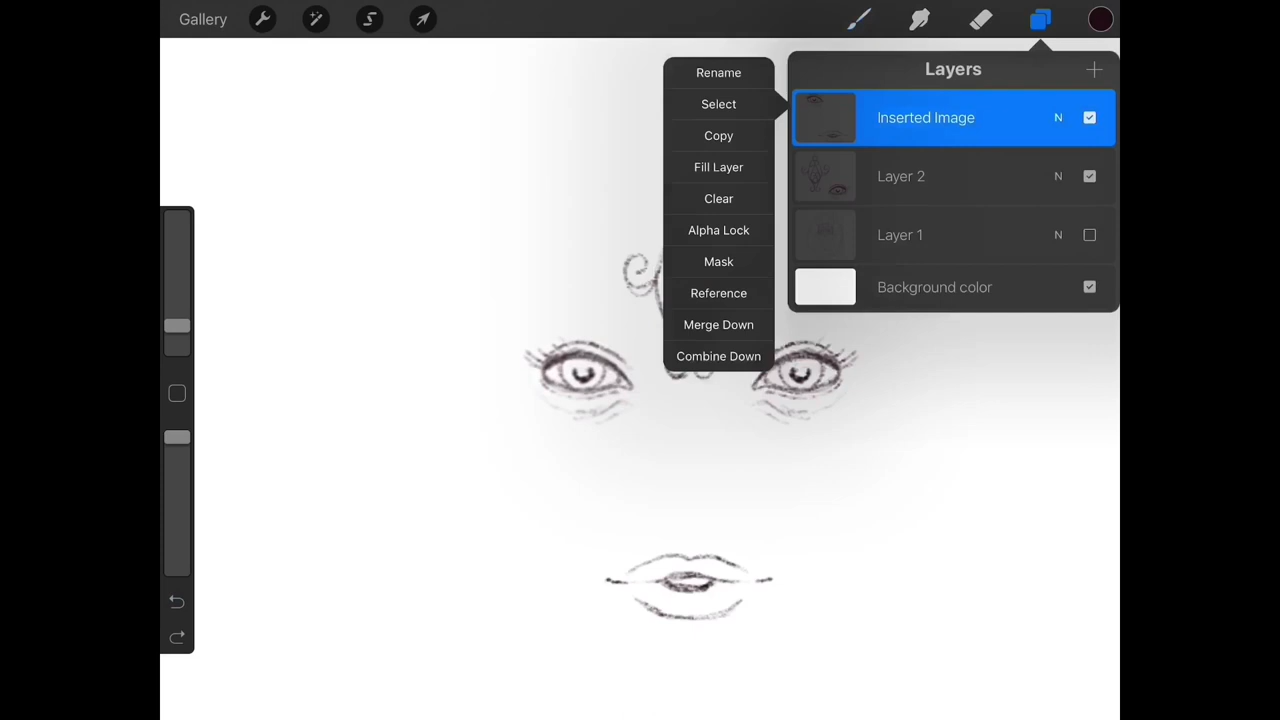 Gallery
Layers
Rename
Select
Copy
Fill Layer
Clear
Alpha Lock
Mask
Reference
Merge Down
Combine Down
Inserted Image N
Layer 2 N
Layer 1 N
Background color